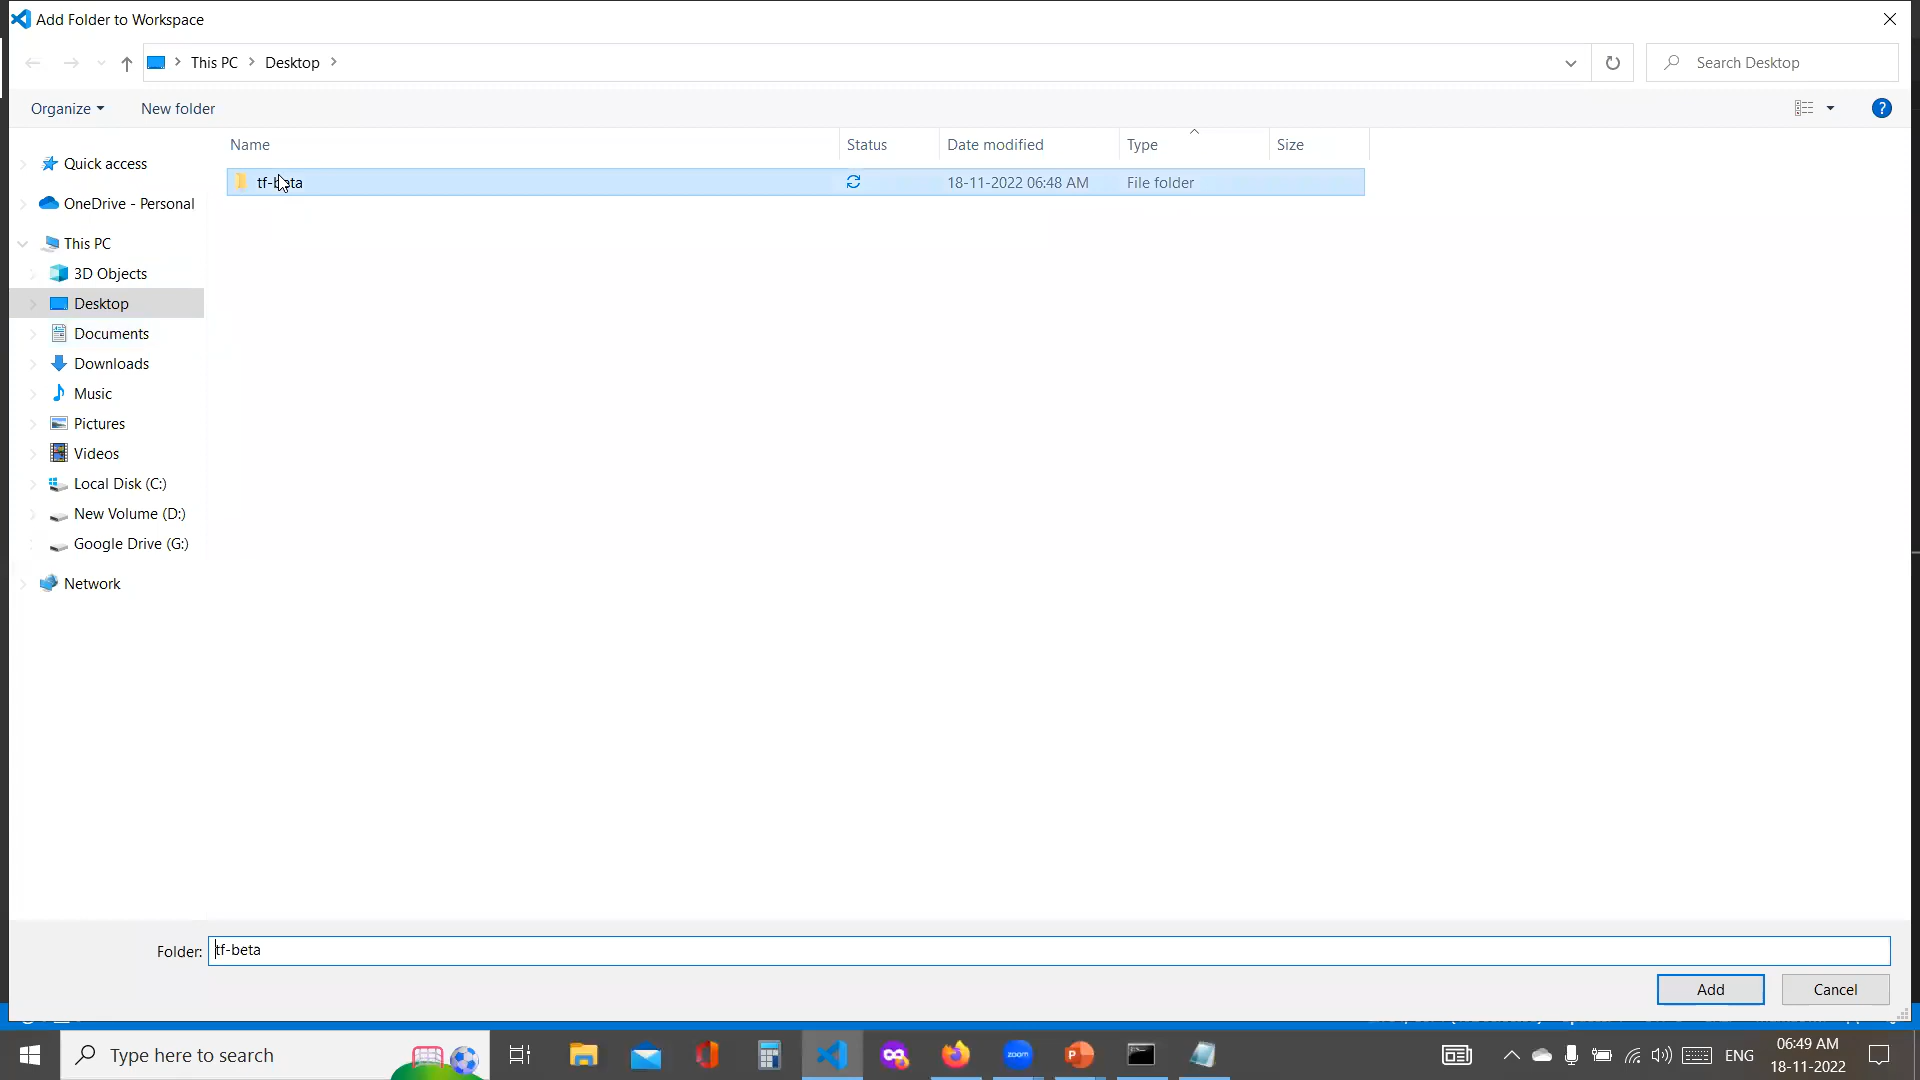 Add Folder to Workspace
This PC
Desktop
Search Desktop
Organize
New folder
?
Name
Status
Date modified
Type
Size
tf-beta
18-11-2022 06:48 AM
File folder
Quick access
OneDrive - Personal
This PC
3D Objects
Desktop
Documents
Downloads
Music
Pictures
Videos
Local Disk (C:)
New Volume (D:)
Google Drive (G:)
Network
Folder:
tf-beta
Add
Cancel
Type here to search
zoom
P
ENG
06:49 AM
18-11-2022